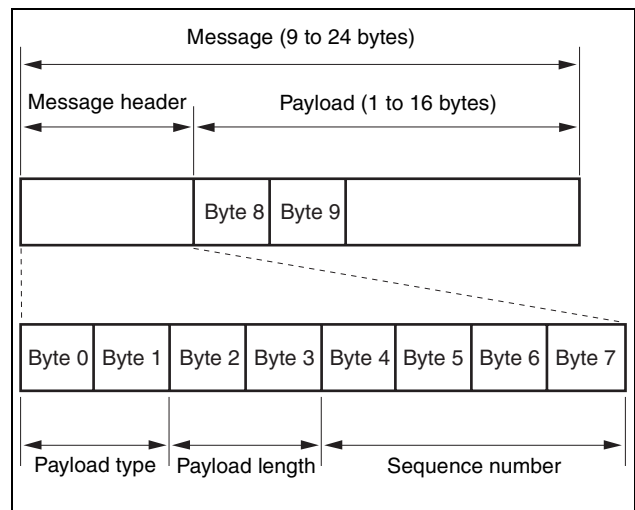 Message (9 to 24 bytes)
Message header
Payload (1 to 16 bytes)
Byte 8 Byte 9
Byte 0 Byte 1 Byte 2 Byte 3 Byte 4 Byte 5 Byte 6 Byte 7
Payload type Payload length Sequence number